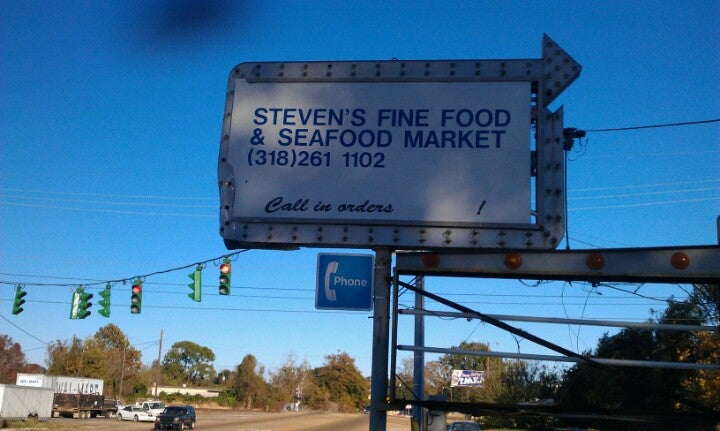 STEVEN'S FINE FOOD
& SEAFOOD MARKET
(318)261 1102
Call in orders !
Phone